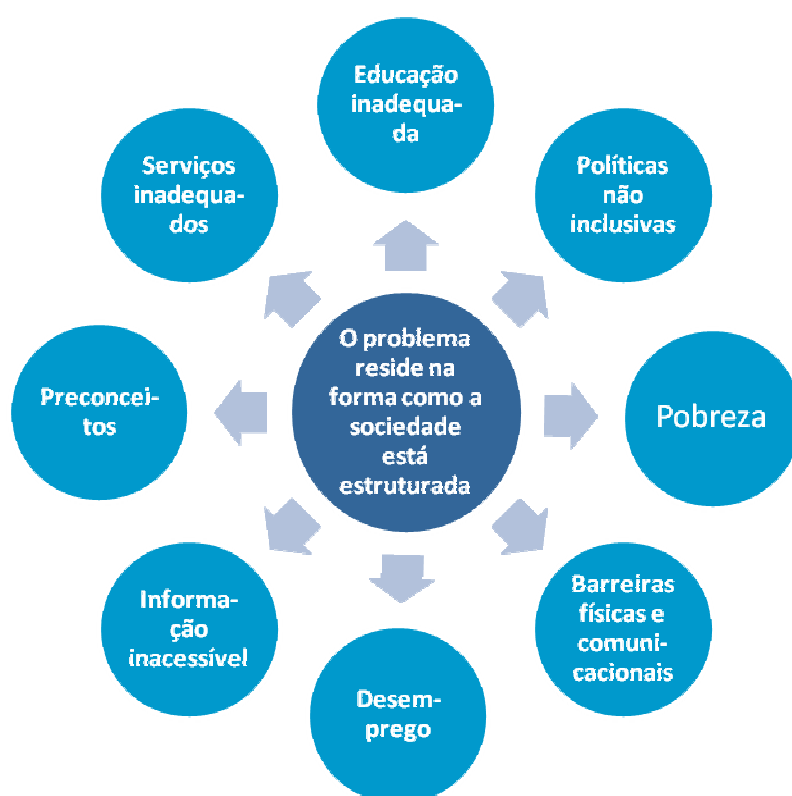 Educação
inadequa-
da
Políticas
não
inclusivas
Pobreza
Barreiras
físicas e
comuni-
cacionais
Desem-
prego
Informa-
ção
inacessível
Preconcei-
tos
Serviços
inadequa-
dos
O problema
reside na
forma como a
sociedade
está
estruturada